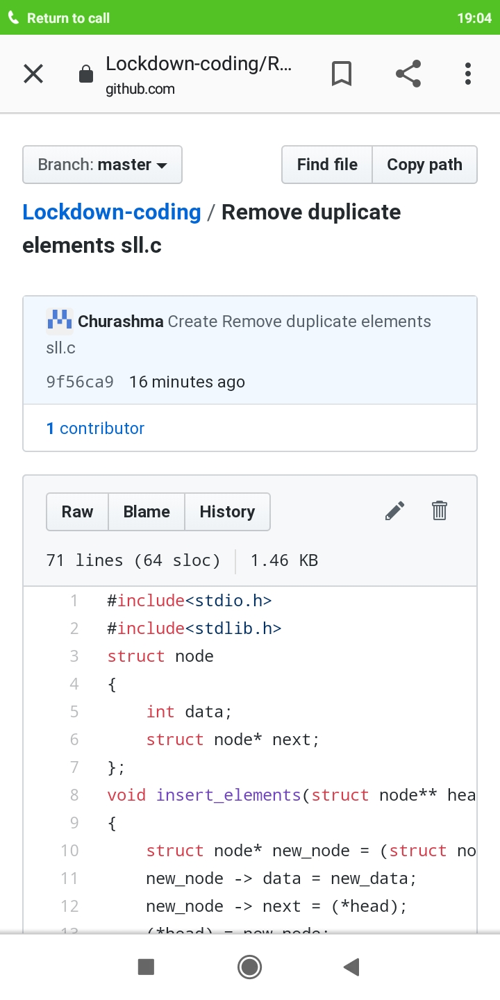 Return to call 19:04
Lockdown-coding/R...
github.com
Branch: master Find file Copy path
Lockdown-coding / Remove duplicate
elements sll.c
Churashma Create Remove duplicate elements
sll.c
9f56ca9 16 minutes ago
1 contributor
Raw Blame History
71 lines (64 sloc) 1.46 KB
1 #include<stdio.h>
2 #include<stdlib.h>
3 struct node
4 {
5 int data;
6 struct node* next;
7 };
8 void insert_elements(struct node** hea
9 {
10 struct node* new_node = (struct no
11 new_node -> data = new_data;
12 new_node -> next = (*head);
13 (*head) = new_node;